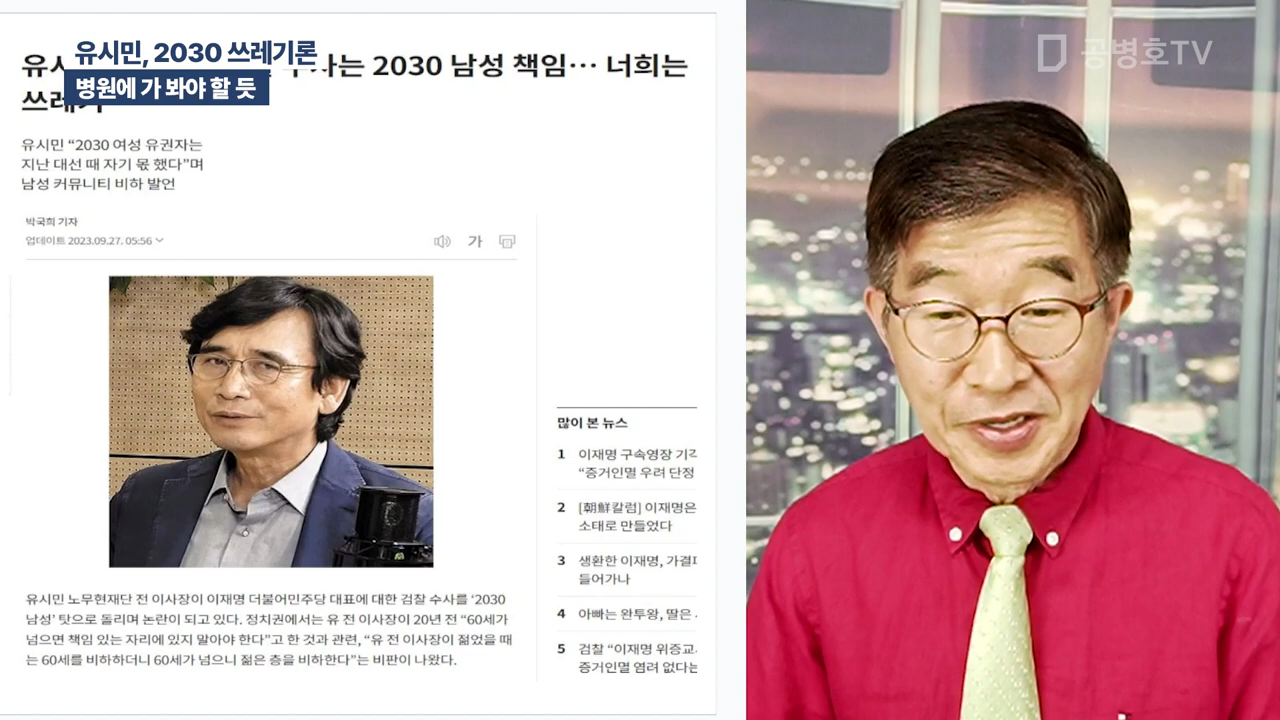 유시민, 2030 쓰레기론
병원에 가 봐야 할 듯
유시 수사는 2030 남성 책임… 너희는
쓰레기
유시민 “2030 여성 유권자는
지난 대선 때 자기 몫 했다”며
남성 커뮤니티 비하 발언
박국희 기자
업데이트 2023.09.27. 05:56
가
유시민 노무현재단 전 이사장이 이재명 더불어민주당 대표에 대한 검찰 수사를 ‘2030
남성’ 탓으로 돌리며 논란이 되고 있다. 정치권에서는 유 전 이사장이 20년 전 “60세가
넘으면 책임 있는 자리에 있지 말아야 한다”고 한 것과 관련, “유 전 이사장이 젊었을 때
는 60세를 비하하더니 60세가 넘으니 젊은 층을 비하한다”는 비판이 나왔다.
많이 본 뉴스
1 이재명 구속영장 기각
“증거인멸 우려 단정
2 [朝鮮칼럼] 이재명은
소태로 만들었다
3 생환한 이재명, 가결파
들어가나
4 아빠는 완투왕, 딸은
5 검찰 “이재명 위증교사
증거인멸 염려 없다는
공병호TV